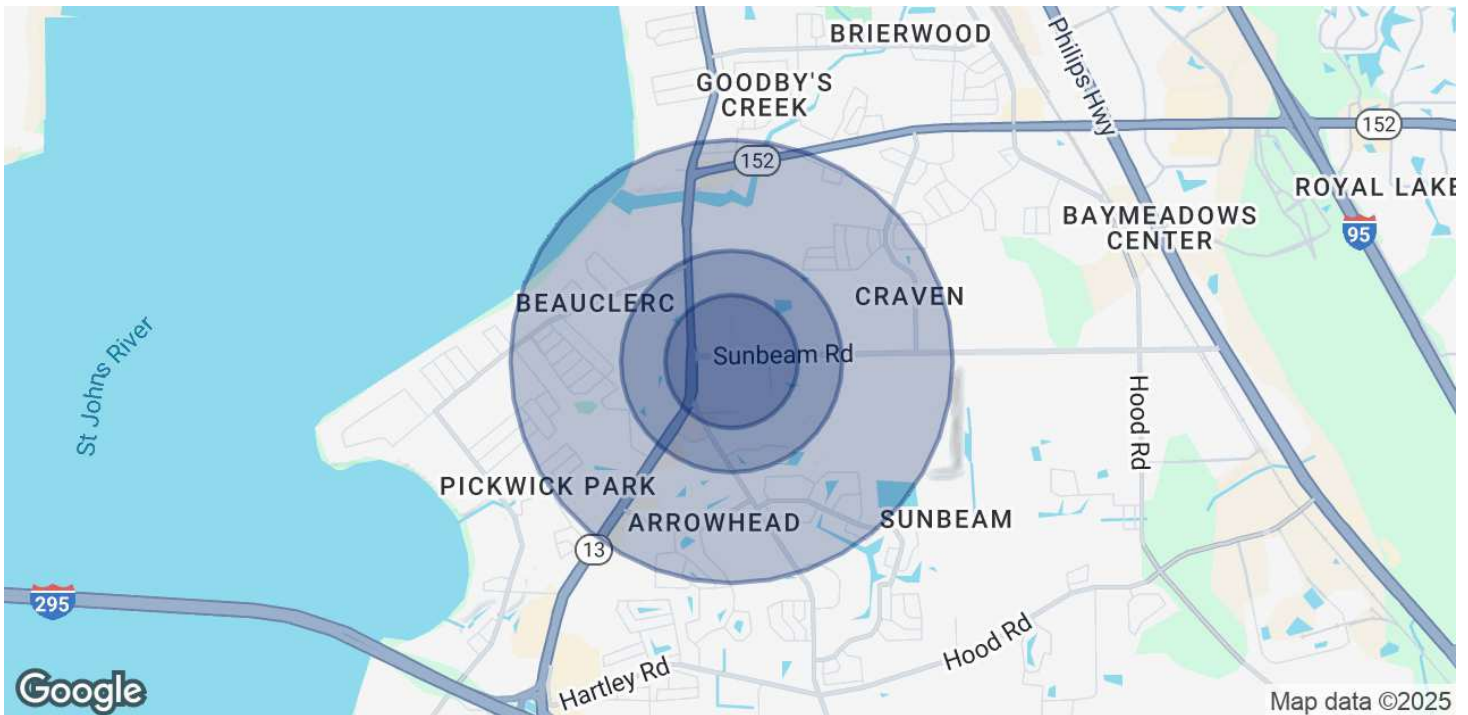 BRIERWOOD
Philips Hwy
GOODBY'S
CREEK
152
152
ROYAL LAKE
BAYMEADOWS
CENTER
95
BEAUCLERC
CRAVEN
St Johns River
Sunbeam Rd
Hood Rd
PICKWICK PARK
ARROWHEAD
SUNBEAM
13
295
Hood Rd
Hartley Rd
Google
Map data ©2025